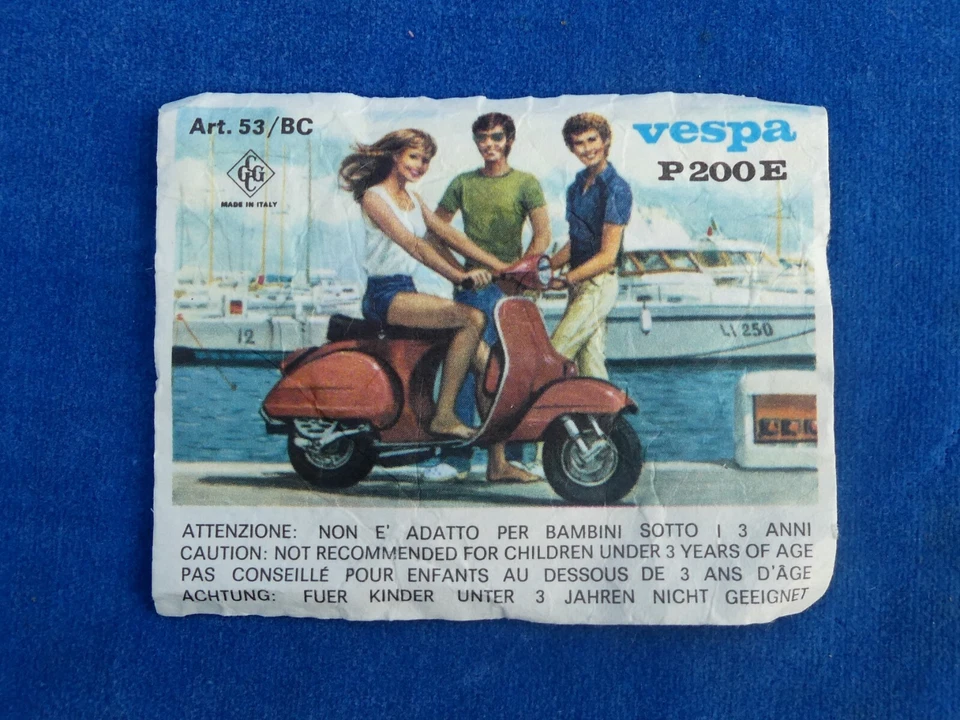 Art. 53/BC
vespa
P200E
C
G G
C
MADE IN ITALY
12
LI 250
ATTENZIONE: NON E' ADATTO PER BAMBINI SOTTO I 3 ANNI
CAUTION: NOT RECOMMENDED FOR CHILDREN UNDER 3 YEARS OF AGE
PAS CONSEILLÉ POUR ENFANTS AU DESSOUS DE 3 ANS D'ÂGE
ACHTUNG: FUER KINDER UNTER 3 JAHREN NICHT GEEIGNET